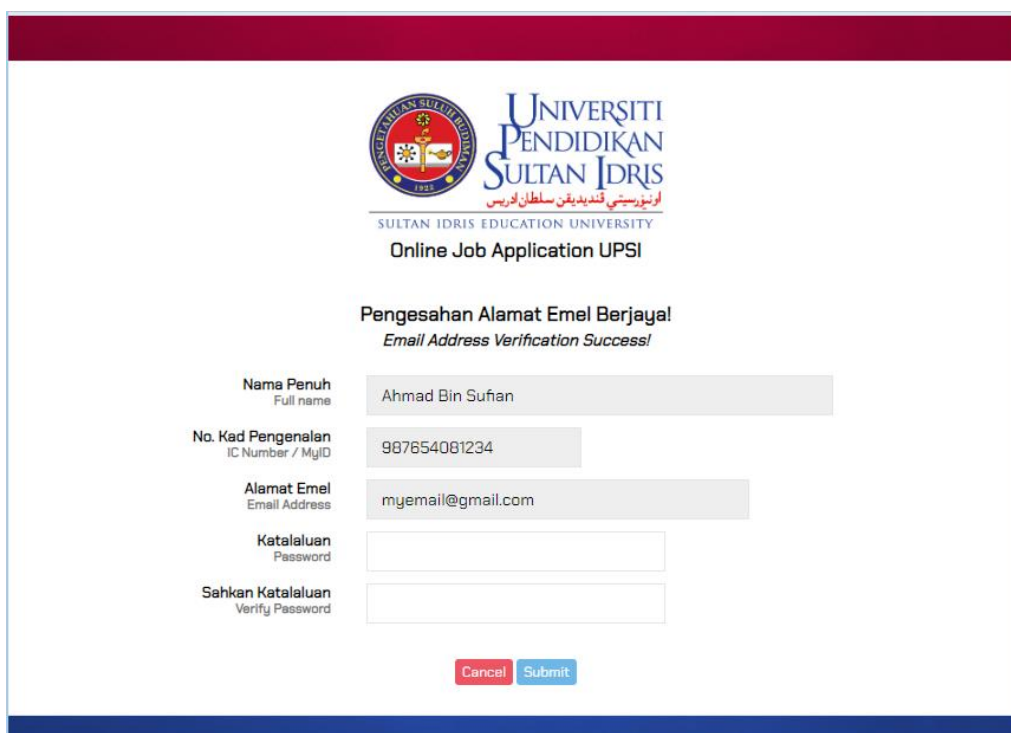 PENGETAHUAN SULUH BUDIMAN
1922
UNIVERSITI
PENDIDIKAN
SULTAN IDRIS
اونيۏرسيتي ڤنديديقن سلطان ادريس
SULTAN IDRIS EDUCATION UNIVERSITY
Online Job Application UPSI
Pengesahan Alamat Emel Berjaya!
Email Address Verification Success!
Nama Penuh
Full name
Ahmad Bin Sufian
No. Kad Pengenalan
IC Number / MyID
987654081234
Alamat Emel
Email Address
myemail@gmail.com
Katalaluan
Password
Sahkan Katalaluan
Verify Password
Cancel Submit